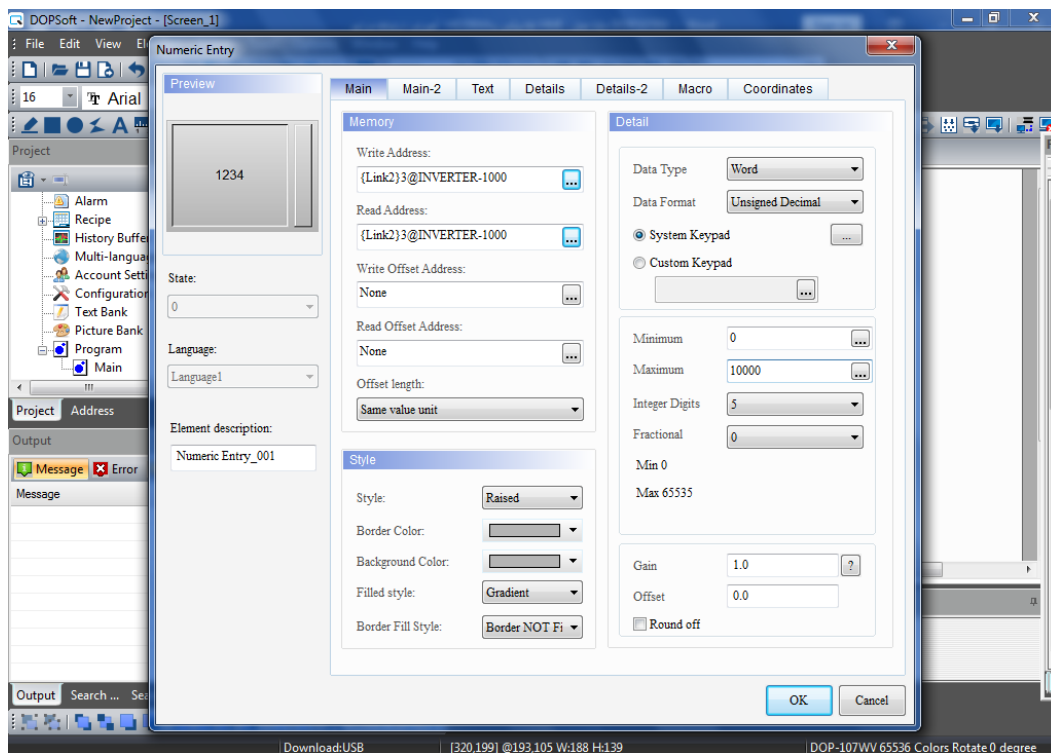 DOPSoft - NewProject - [Screen_1]
File Edit View
Numeric Entry
16 Arial
Project
Alarm
Recipe
History Buffe
Multi-langua
Account Setti
Configuration
Text Bank
Picture Bank
Program
Main
Project Address
Output
Message Error
Message
Output Search ...
Preview
1234
State:
0
Language:
Language1
Element description:
Numeric Entry_001
Main Main-2 Text Details Details-2 Macro Coordinates
Memory
Write Address:
{Link2}3@INVERTER-1000
...
Read Address:
{Link2}3@INVERTER-1000
...
Write Offset Address:
None
...
Read Offset Address:
None
...
Offset length:
Same value unit
Style
Style: Raised
Border Color:
Background Color:
Filled style: Gradient
Border Fill Style: Border NOT Fi
Detail
Data Type Word
Data Format Unsigned Decimal
System Keypad ...
Custom Keypad
...
Minimum 0 ...
Maximum 10000 ...
Integer Digits 5
Fractional 0
Min 0
Max 65535
Gain 1.0 ?
Offset 0.0
Round off
OK Cancel
Download:USB [320,199] @193,105 W:188 H:139 DOP-107WV 65536 Colors Rotate 0 degree